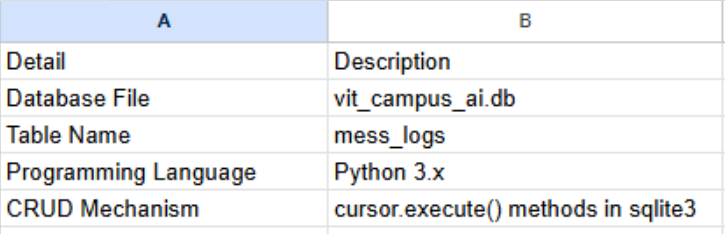 A B
Detail Description
Database File vit_campus_ai.db
Table Name mess_logs
Programming Language Python 3.x
CRUD Mechanism cursor.execute() methods in sqlite3